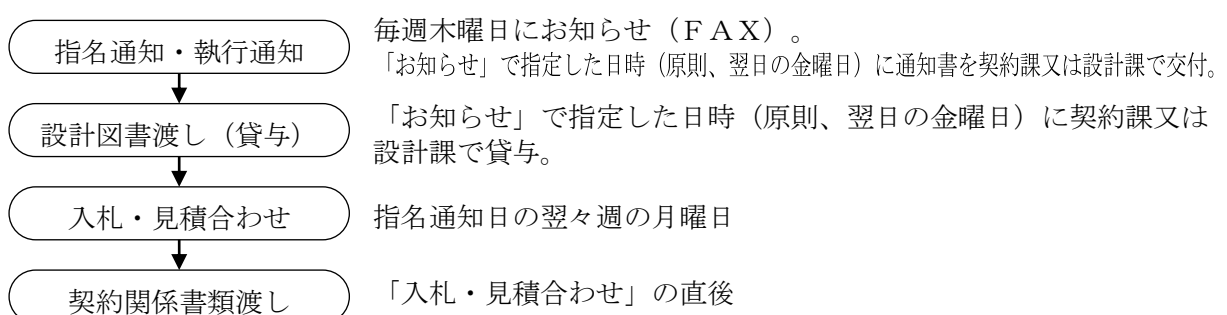 指名通知・執行通知
毎週木曜日にお知らせ（ＦＡＸ）。
「お知らせ」で指定した日時（原則、翌日の金曜日）に通知書を契約課又は設計課で交付。
設計図書渡し（貸与）
「お知らせ」で指定した日時（原則、翌日の金曜日）に契約課又は
設計課で貸与。
入札・見積合わせ
指名通知日の翌々週の月曜日
契約関係書類渡し
「入札・見積合わせ」の直後